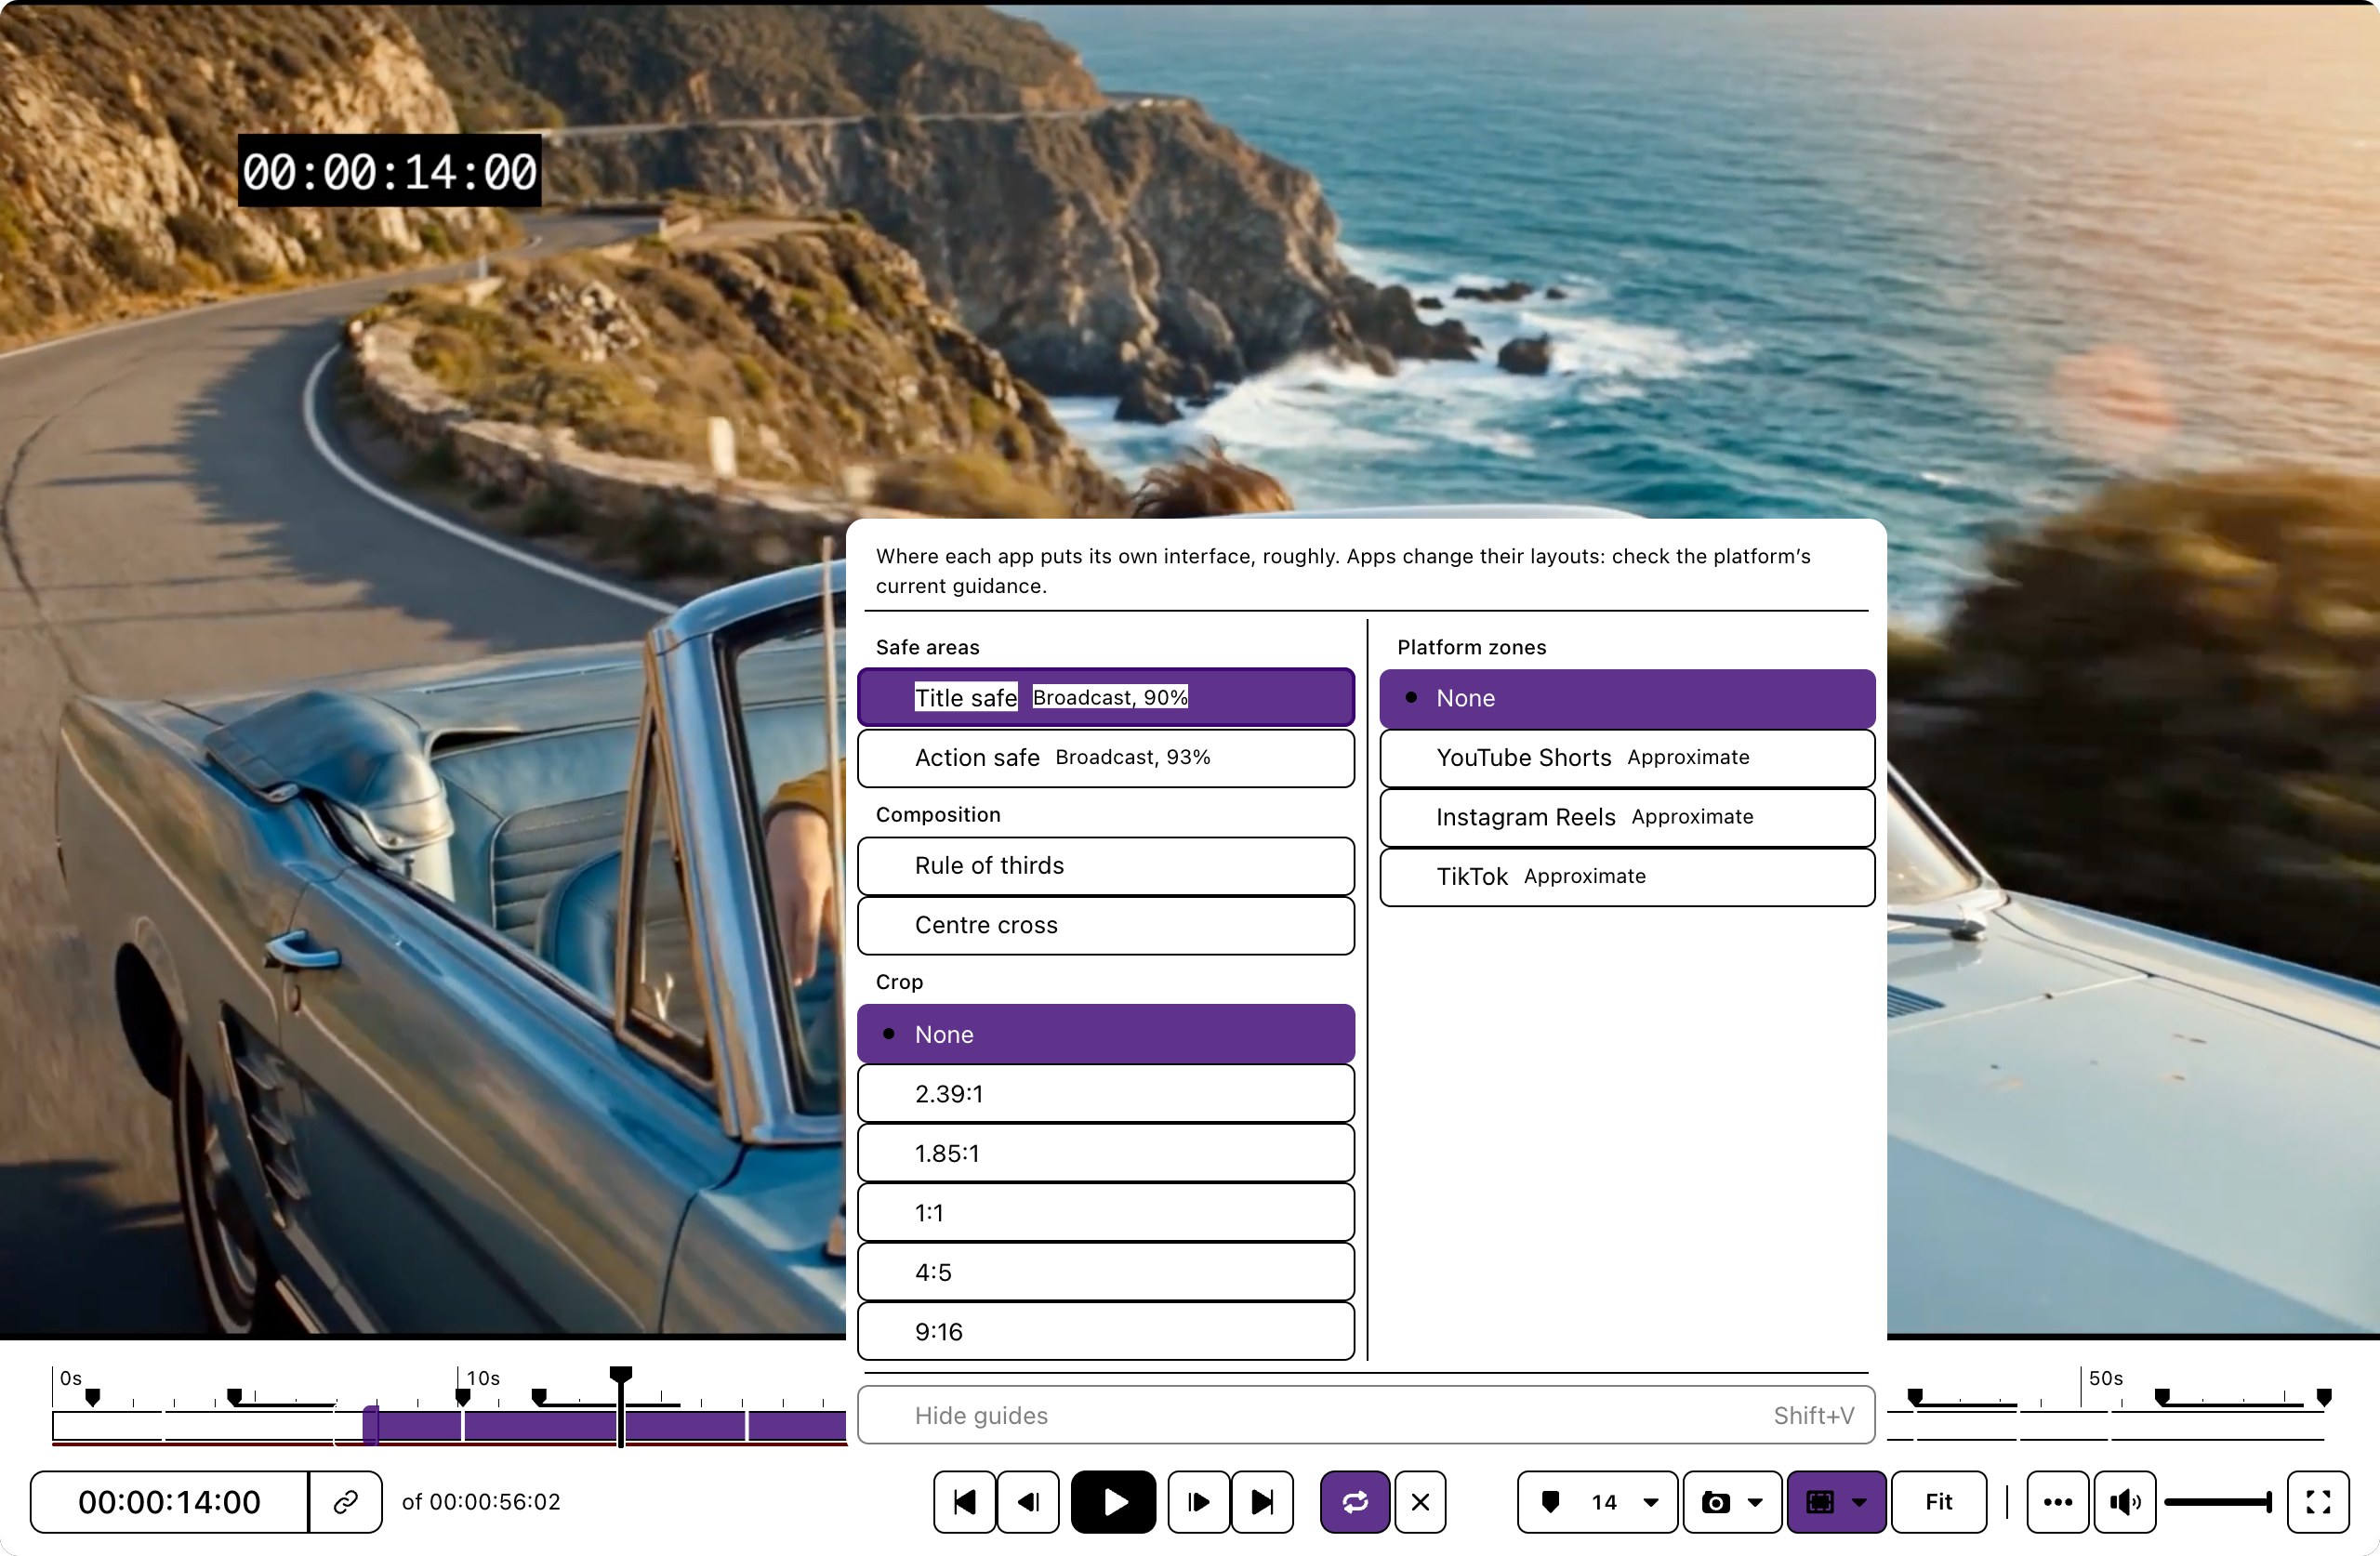 00:00:14:00
Where each app puts its own interface, roughly. Apps change their layouts: check the platform’s
current guidance.
Safe areas
Title safe Broadcast, 90%
Action safe Broadcast, 93%
Composition
Rule of thirds
Centre cross
Crop
None
2.39:1
1.85:1
1:1
4:5
9:16
Platform zones
None
YouTube Shorts Approximate
Instagram Reels Approximate
TikTok Approximate
Hide guides Shift+V
0s 10s 50s
00:00:14:00 of 00:00:56:02 14 Fit